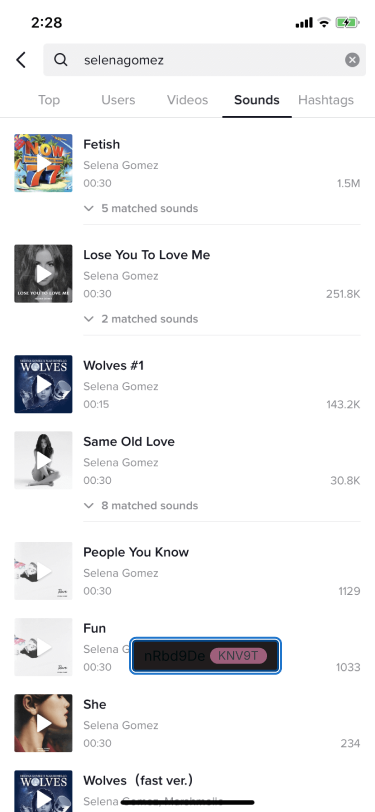 2:28
selenagomez
Top Users Videos Sounds Hashtags
NOW
77
Fetish
Selena Gomez
00:30 1.5M
5 matched sounds
LOSE YOU TO LOVE ME
Lose You To Love Me
Selena Gomez
00:30 251.8K
2 matched sounds
WOLVES
Wolves #1
Selena Gomez
00:15 143.2K
Same Old Love
Selena Gomez
00:30 30.8K
8 matched sounds
People You Know
Selena Gomez
00:30 1129
Fun
Selena G
nRbd9De KNV9T
00:30 1033
She
Selena Gomez
00:30 234
WOLVES
Wolves (fast ver.)
Selena Gomez, Marshmello